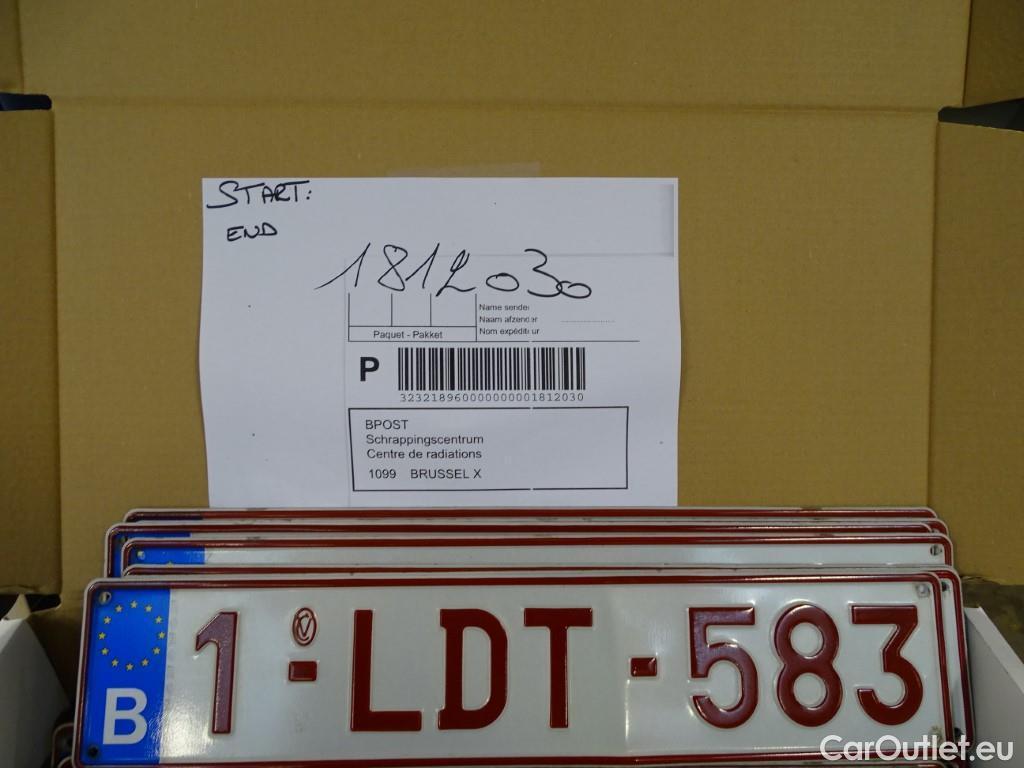 START:
END
1812030
Name sender
Naam afzender
Nom expéditeur
Paquet - Pakket
P
323218960000000001812030
BPOST
Schrappingscentrum
Centre de radiations
1099 BRUSSEL X
B 1-LDT-583
CarOutlet.eu